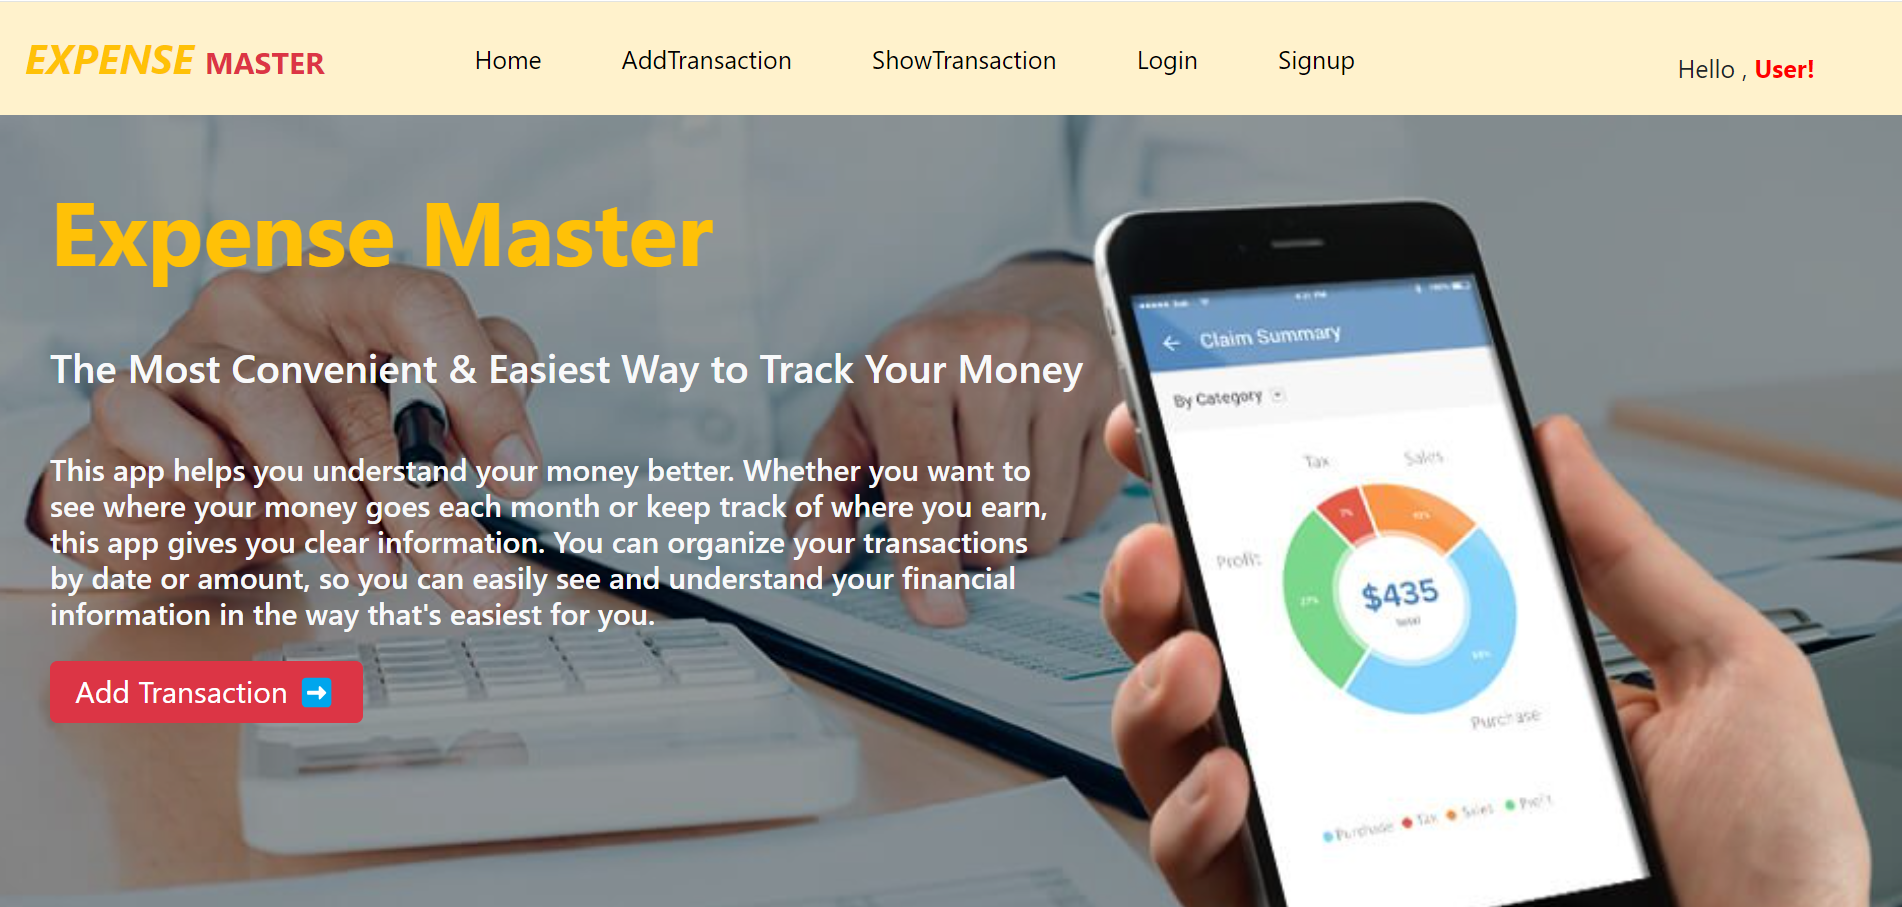 EXPENSE MASTER
Home
AddTransaction
ShowTransaction
Login
Signup
Hello , User!
Expense Master
The Most Convenient & Easiest Way to Track Your Money
This app helps you understand your money better. Whether you want to
see where your money goes each month or keep track of where you earn,
this app gives you clear information. You can organize your transactions
by date or amount, so you can easily see and understand your financial
information in the way that's easiest for you.
Add Transaction
Claim Summary
By Category
Tax
Sales
7%
Profit
27%
$435
total
Purchase
Purchase
Tax
Sales
Profit